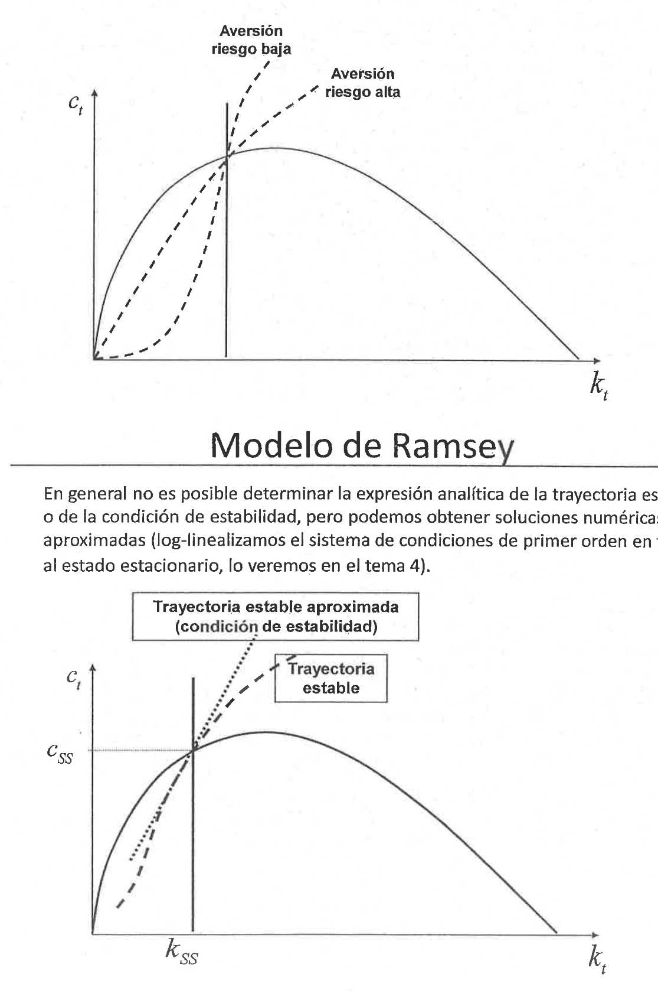 Aversión
riesgo baja
Aversión
riesgo alta
c_t
k_t
Modelo de Ramsey
En general no es posible determinar la expresión analítica de la trayectoria es
o de la condición de estabilidad, pero podemos obtener soluciones numéricas
aproximadas (log-linealizamos el sistema de condiciones de primer orden en
al estado estacionario, lo veremos en el tema 4).
Trayectoria estable aproximada
(condición de estabilidad)
c_t
Trayectoria
estable
c_SS
k_SS
k_t